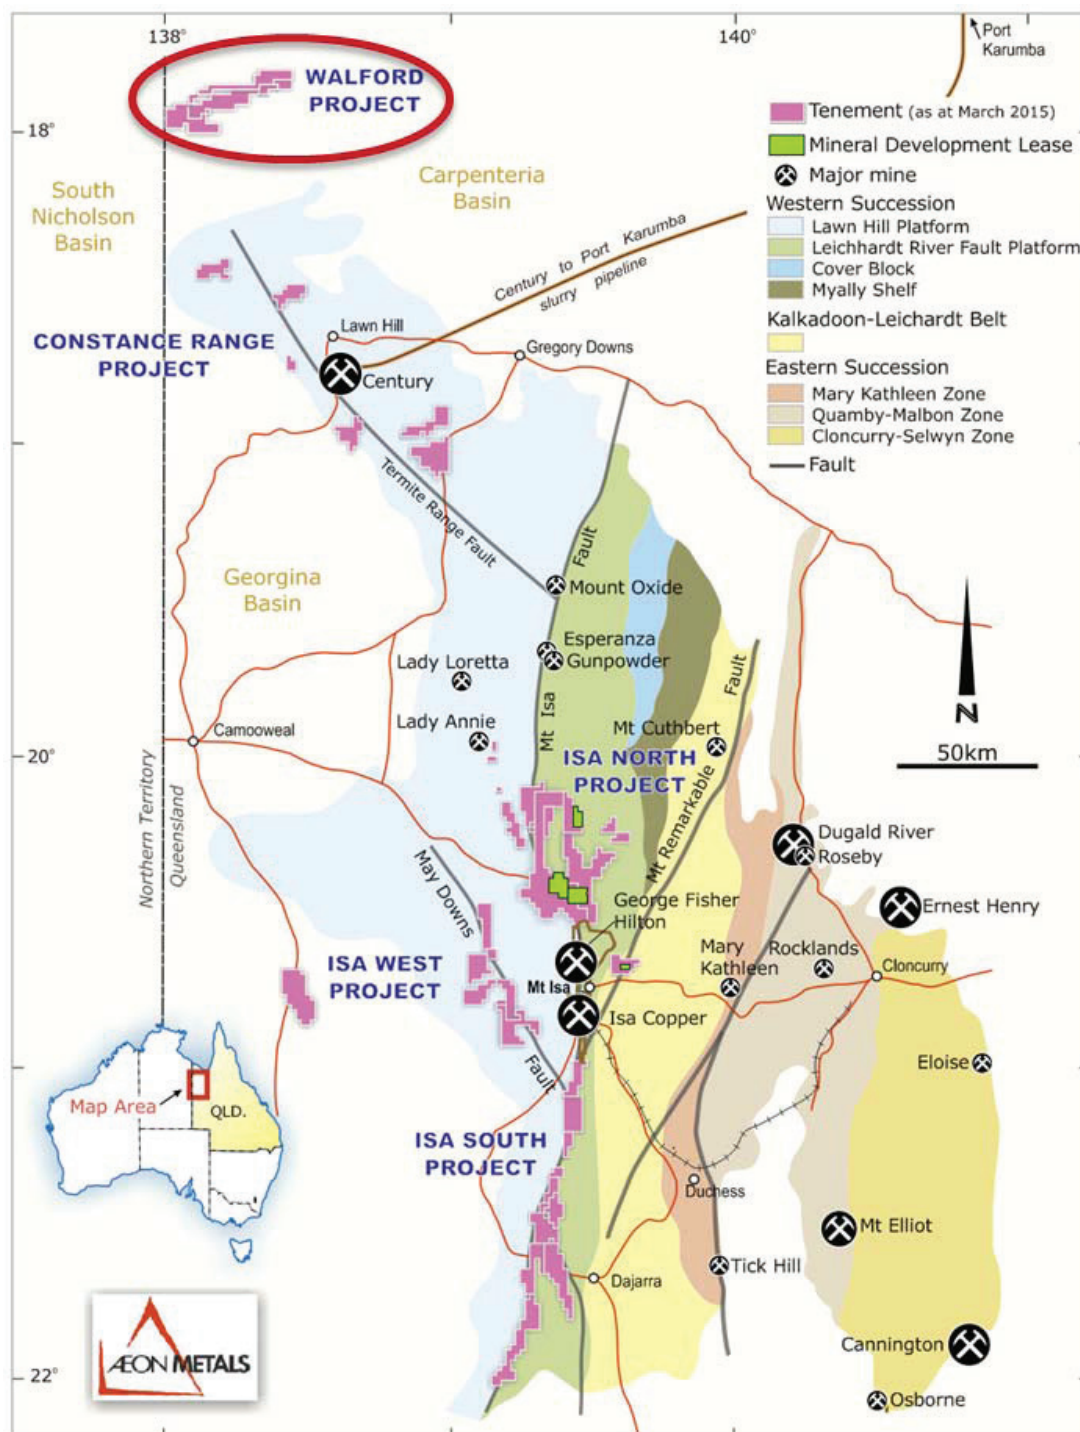 138°
140°
Port
Karumba
WALFORD
PROJECT
18°
Tenement (as at March 2015)
Mineral Development Lease
Major mine
Western Succession
Lawn Hill Platform
Leichhardt River Fault Platform
Cover Block
Myally Shelf
Kalkadoon-Leichardt Belt
Eastern Succession
Mary Kathleen Zone
Quamby-Malbon Zone
Cloncurry-Selwyn Zone
Fault
South
Nicholson
Basin
Carpenteria
Basin
Century to Port Karumba
slurry pipeline
CONSTANCE RANGE
PROJECT
Lawn Hill
Gregory Downs
Century
Termite Range Fault
Fault
Georgina
Basin
Mount Oxide
Esperanza
Gunpowder
Lady Loretta
Lady Annie
Mt Isa
Fault
Mt Cuthbert
Camooweal
20°
ISA NORTH
PROJECT
N
50km
Northern Territory
Queensland
Mt Remarkable
Dugald River
Roseby
May Downs
George Fisher
Hilton
Ernest Henry
ISA WEST
PROJECT
Mary
Kathleen
Rocklands
Cloncurry
Mt Isa
Isa Copper
Eloise
Fault
Map Area
QLD.
ISA SOUTH
PROJECT
Duchess
Mt Elliot
Tick Hill
Dajarra
Cannington
22°
Osborne
ÆON METALS